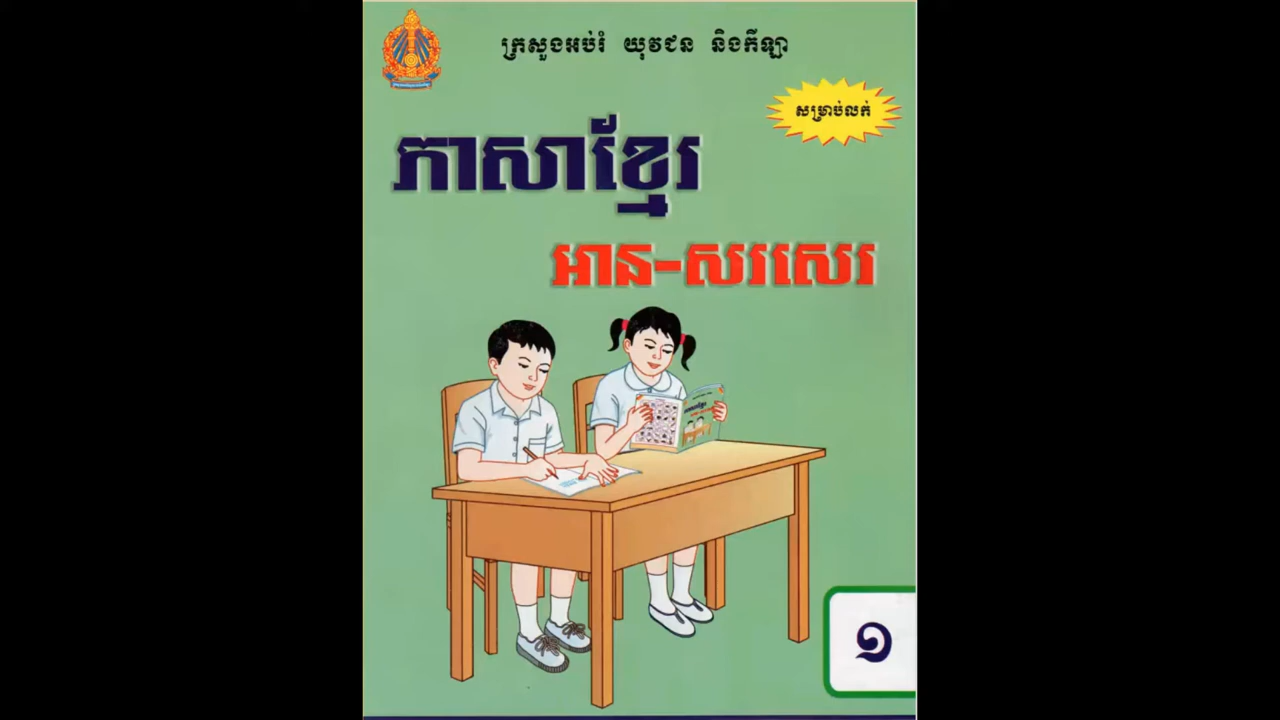 ក្រសួងអប់រំ យុវជន និងកីឡា
សម្រាប់លក់
ភាសាខ្មែរ
អាន-សរសេរ
១